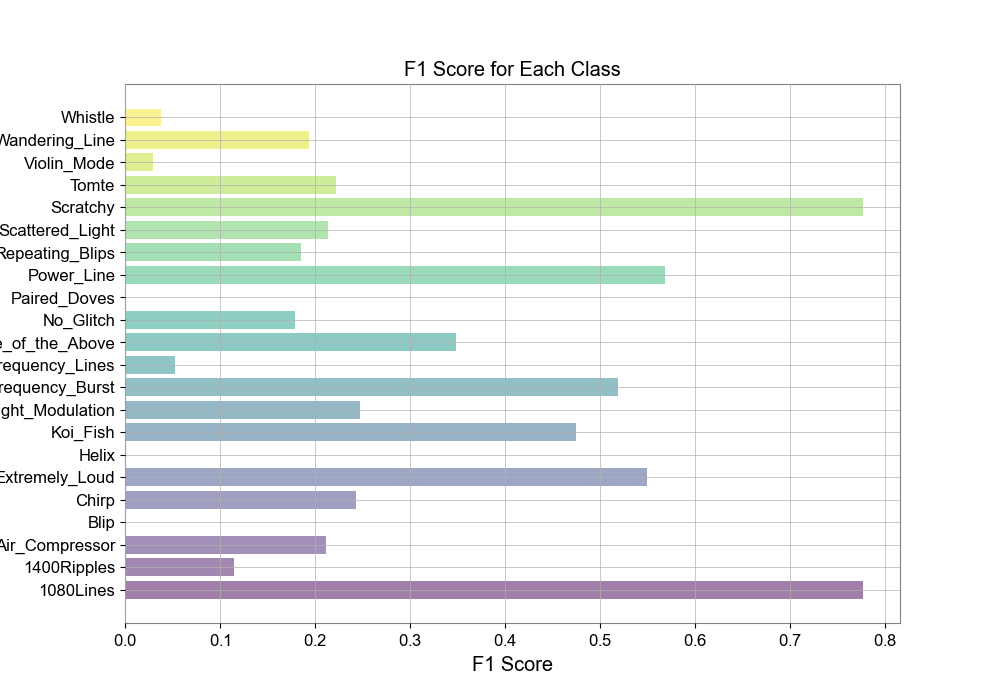 F1 Score for Each Class
Whistle
Wandering_Line
Violin_Mode
Tomte
Scratchy
Scattered_Light
Repeating_Blips
Power_Line
Paired_Doves
No_Glitch
e_of_the_Above
requency_Lines
requency_Burst
ght_Modulation
Koi_Fish
Helix
Extremely_Loud
Chirp
Blip
Air_Compressor
1400Ripples
1080Lines
0.0 0.1 0.2 0.3 0.4 0.5 0.6 0.7 0.8
F1 Score